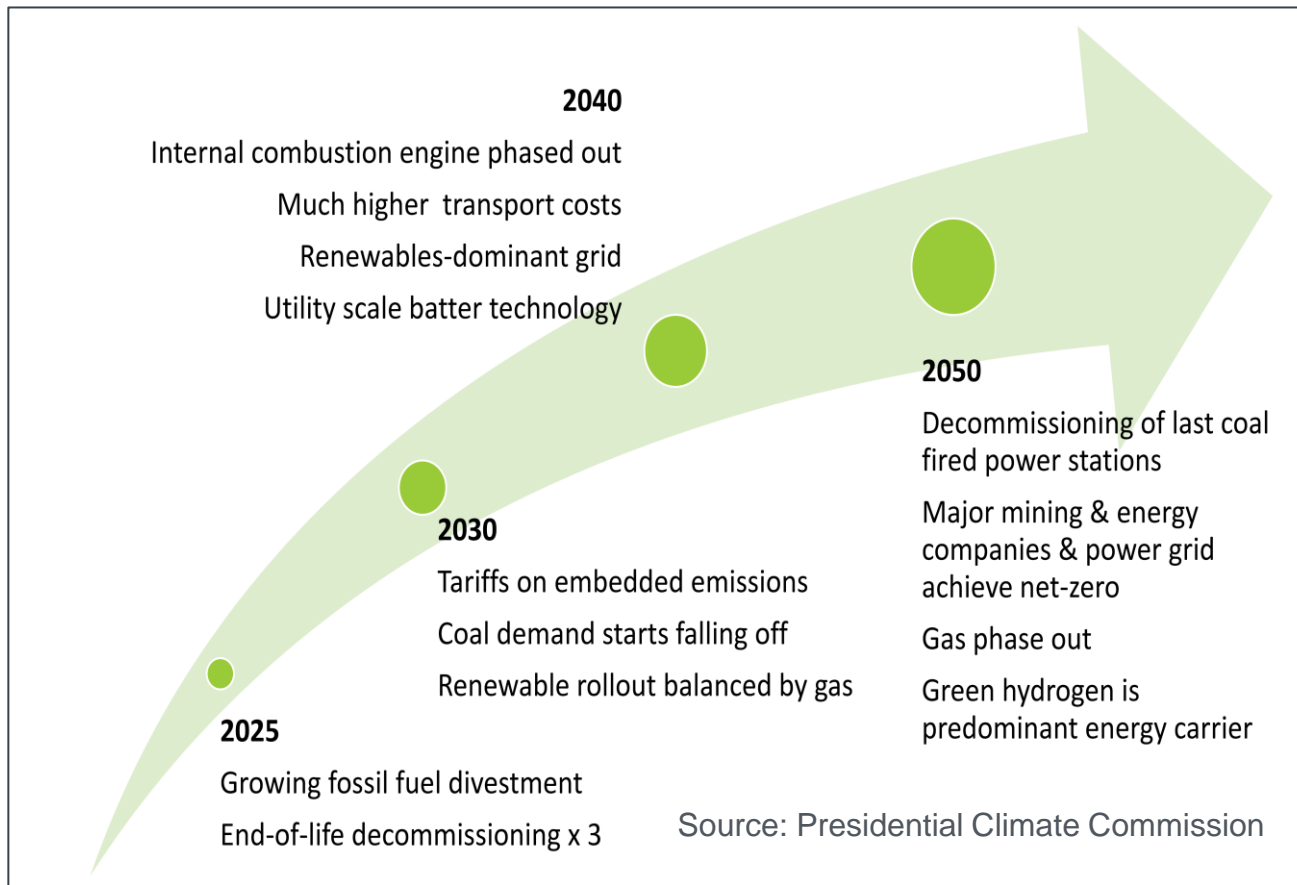 2040
Internal combustion engine phased out
Much higher  transport costs
Renewables-dominant grid
Utility scale batter technology
2050
Decommissioning of last coal
fired power stations
Major mining & energy
companies & power grid
achieve net-zero
Gas phase out
Green hydrogen is
predominant energy carrier
2030
Tariffs on embedded emissions
Coal demand starts falling off
Renewable rollout balanced by gas
2025
Growing fossil fuel divestment
End-of-life decommissioning x 3
Source: Presidential Climate Commission